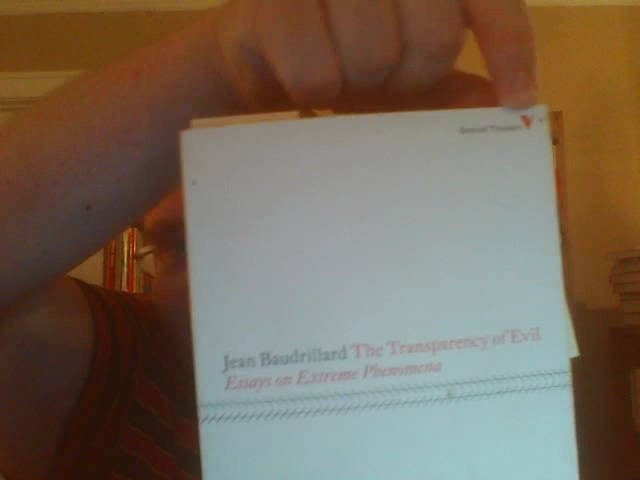 V
Jean Baudrillard The Transparency of Evil
Essays on Extreme Phenomena